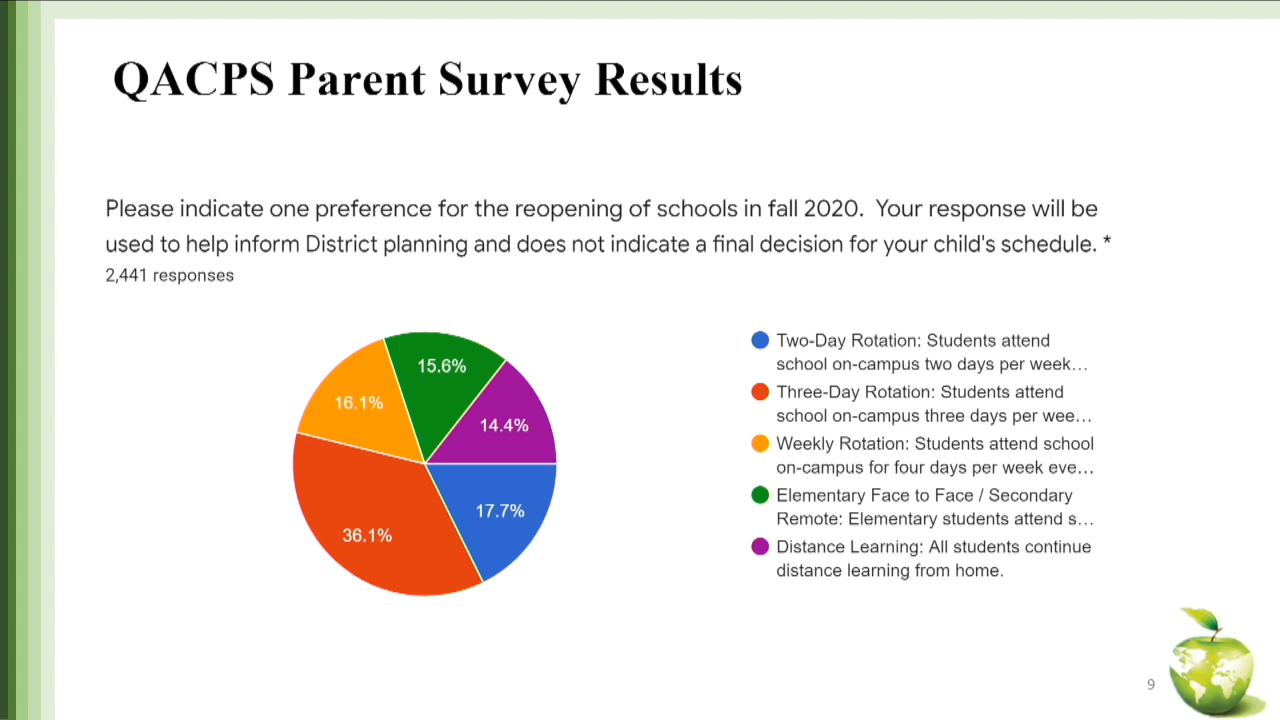 QACPS Parent Survey Results
Please indicate one preference for the reopening of schools in fall 2020.  Your response will be
used to help inform District planning and does not indicate a final decision for your child's schedule. *
2,441 responses
15.6%
16.1%
14.4%
17.7%
36.1%
Two-Day Rotation: Students attend
school on-campus two days per week…
Three-Day Rotation: Students attend
school on-campus three days per wee…
Weekly Rotation: Students attend school
on-campus for four days per week eve…
Elementary Face to Face / Secondary
Remote: Elementary students attend s…
Distance Learning: All students continue
distance learning from home.
9